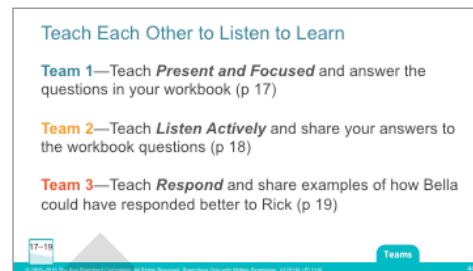 Teach Each Other to Listen to Learn
Team 1—Teach Present and Focused and answer the
questions in your workbook (p 17)
Team 2—Teach Listen Actively and share your answers to
the workbook questions (p 18)
Team 3—Teach Respond and share examples of how Bella
could have responded better to Rick (p 19)
17–19
Teams